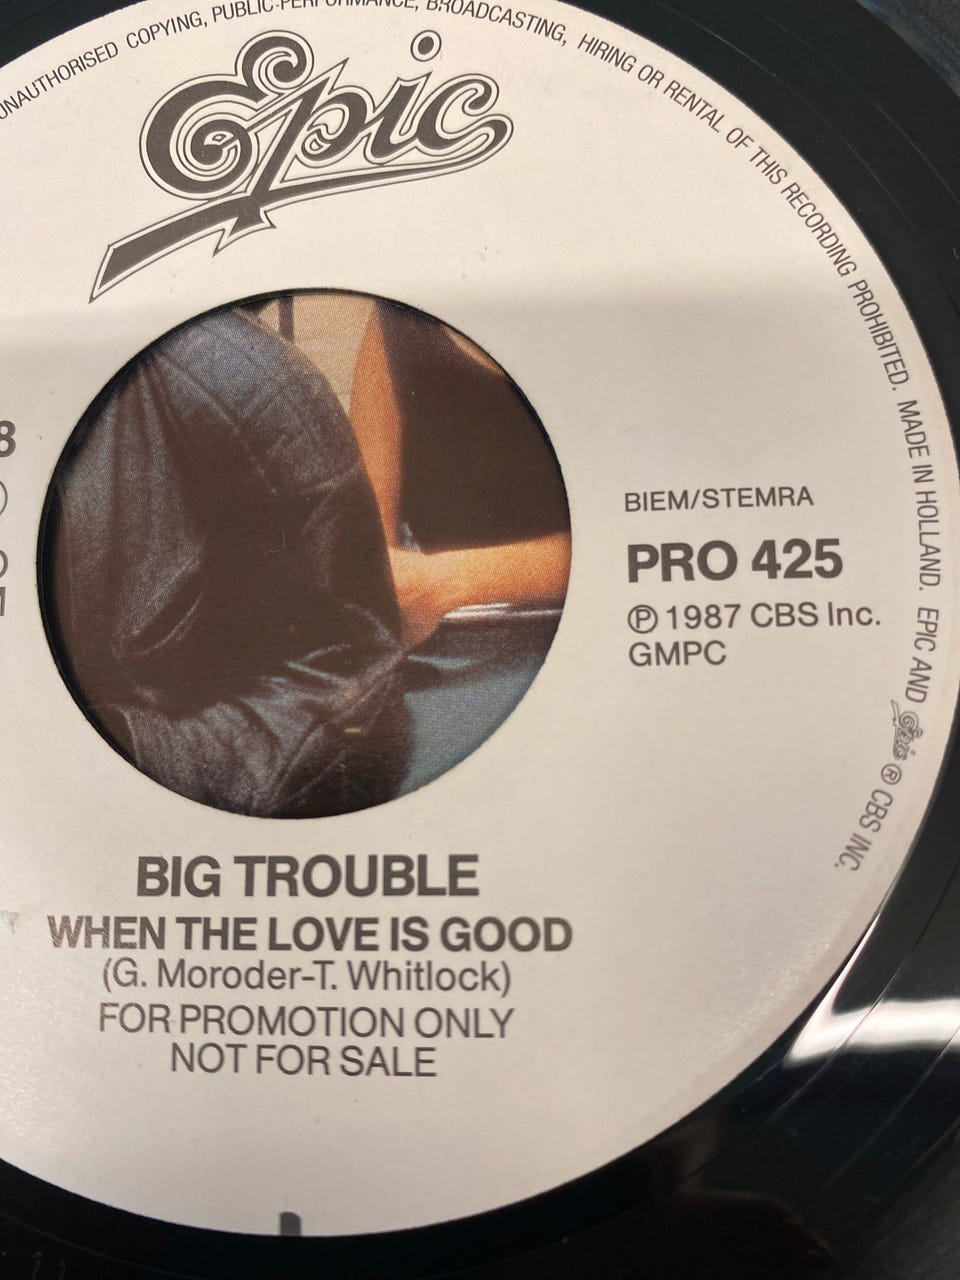 UNAUTHORISED COPYING, PUBLIC PERFORMANCE, BROADCASTING, HIRING OR RENTAL OF THIS RECORDING PROHIBITED. MADE IN HOLLAND. EPIC AND Epic ® CBS INC.
Epic
8
BIEM/STEMRA
PRO 425
℗ 1987 CBS Inc.
GMPC
BIG TROUBLE
WHEN THE LOVE IS GOOD
(G. Moroder-T. Whitlock)
FOR PROMOTION ONLY
NOT FOR SALE